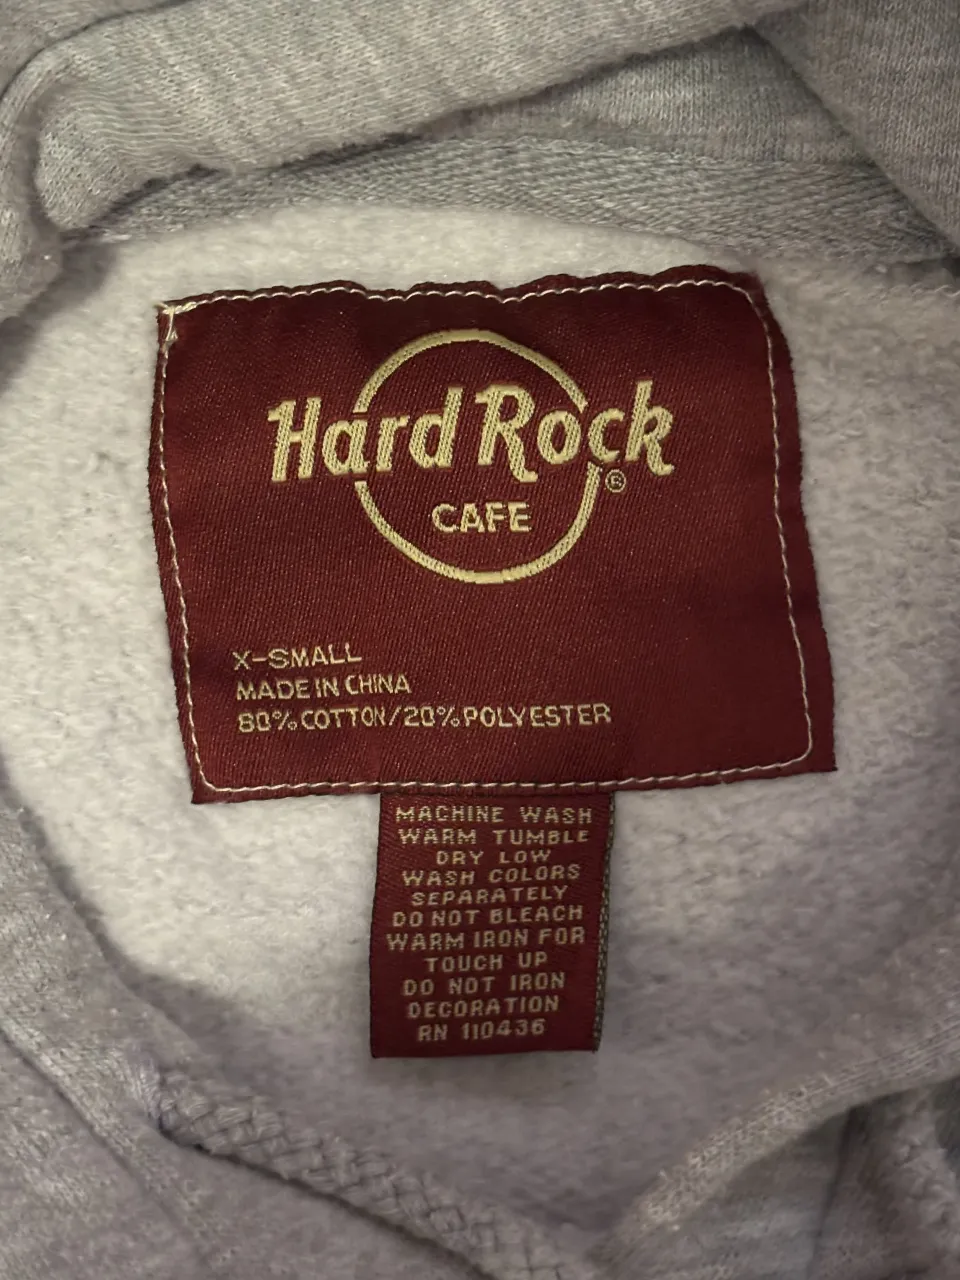 Hard Rock ®
CAFE
X-SMALL
MADE IN CHINA
80% COTTON/20% POLYESTER
MACHINE WASH
WARM TUMBLE
DRY LOW
WASH COLORS
SEPARATELY
DO NOT BLEACH
WARM IRON FOR
TOUCH UP
DO NOT IRON
DECORATION
RN 110436